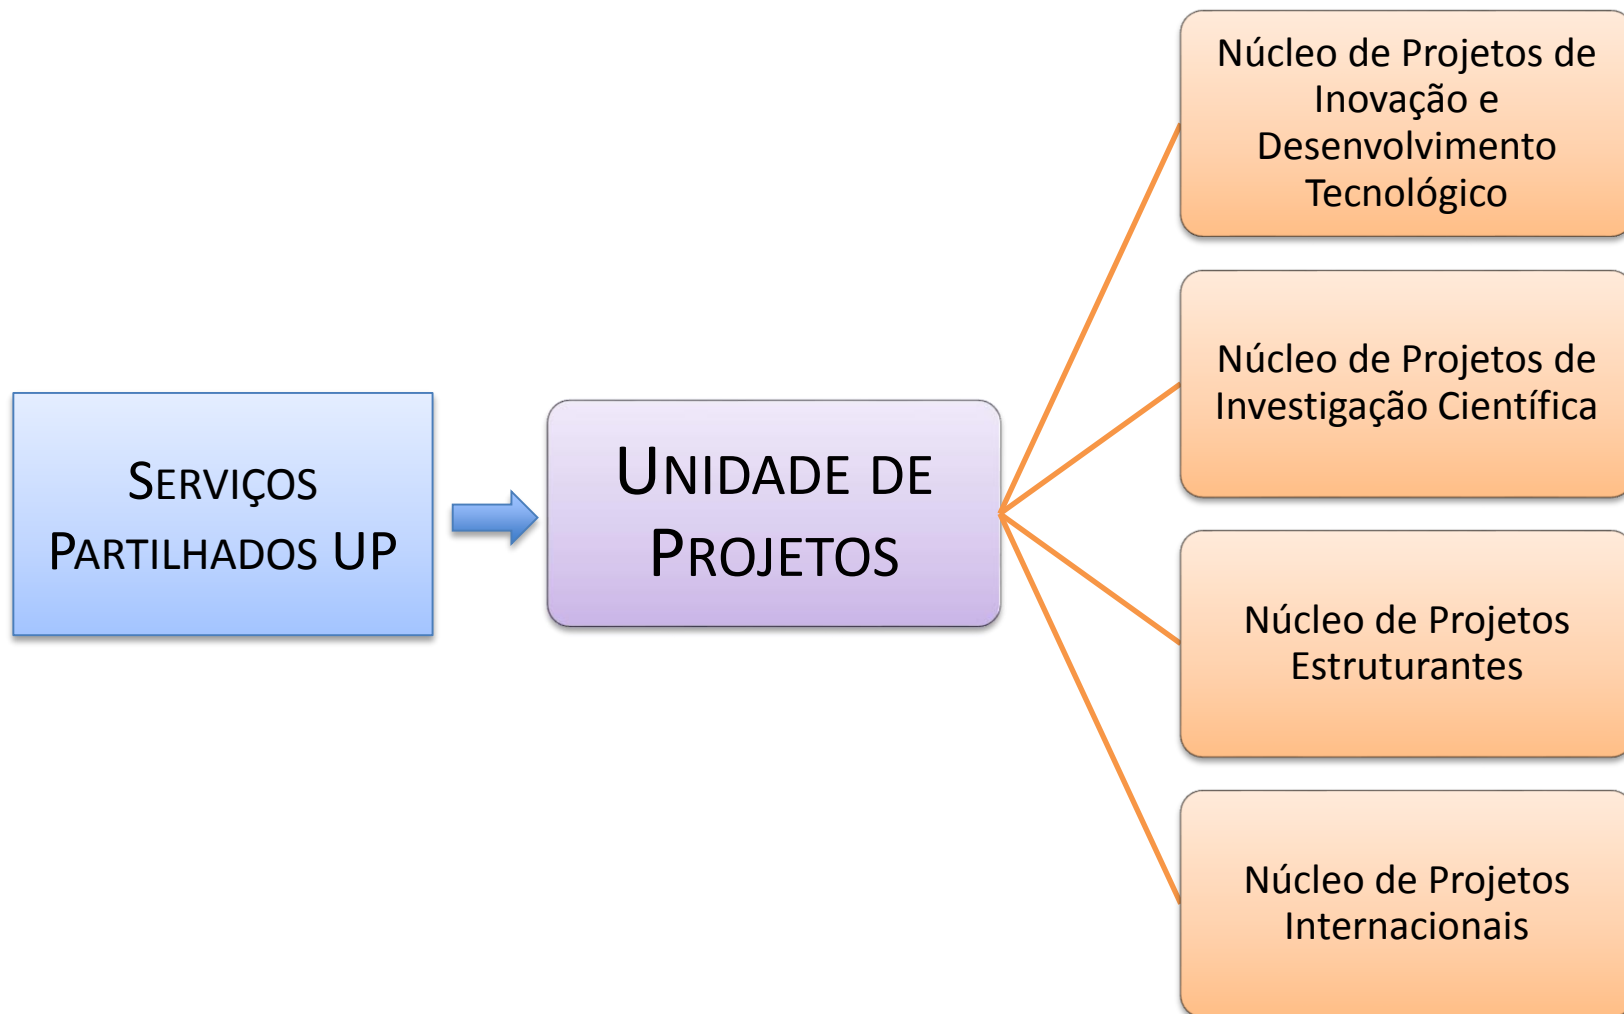 SERVIÇOS
PARTILHADOS UP
UNIDADE DE
PROJETOS
Núcleo de Projetos de
Inovação e
Desenvolvimento
Tecnológico
Núcleo de Projetos de
Investigação Científica
Núcleo de Projetos
Estruturantes
Núcleo de Projetos
Internacionais